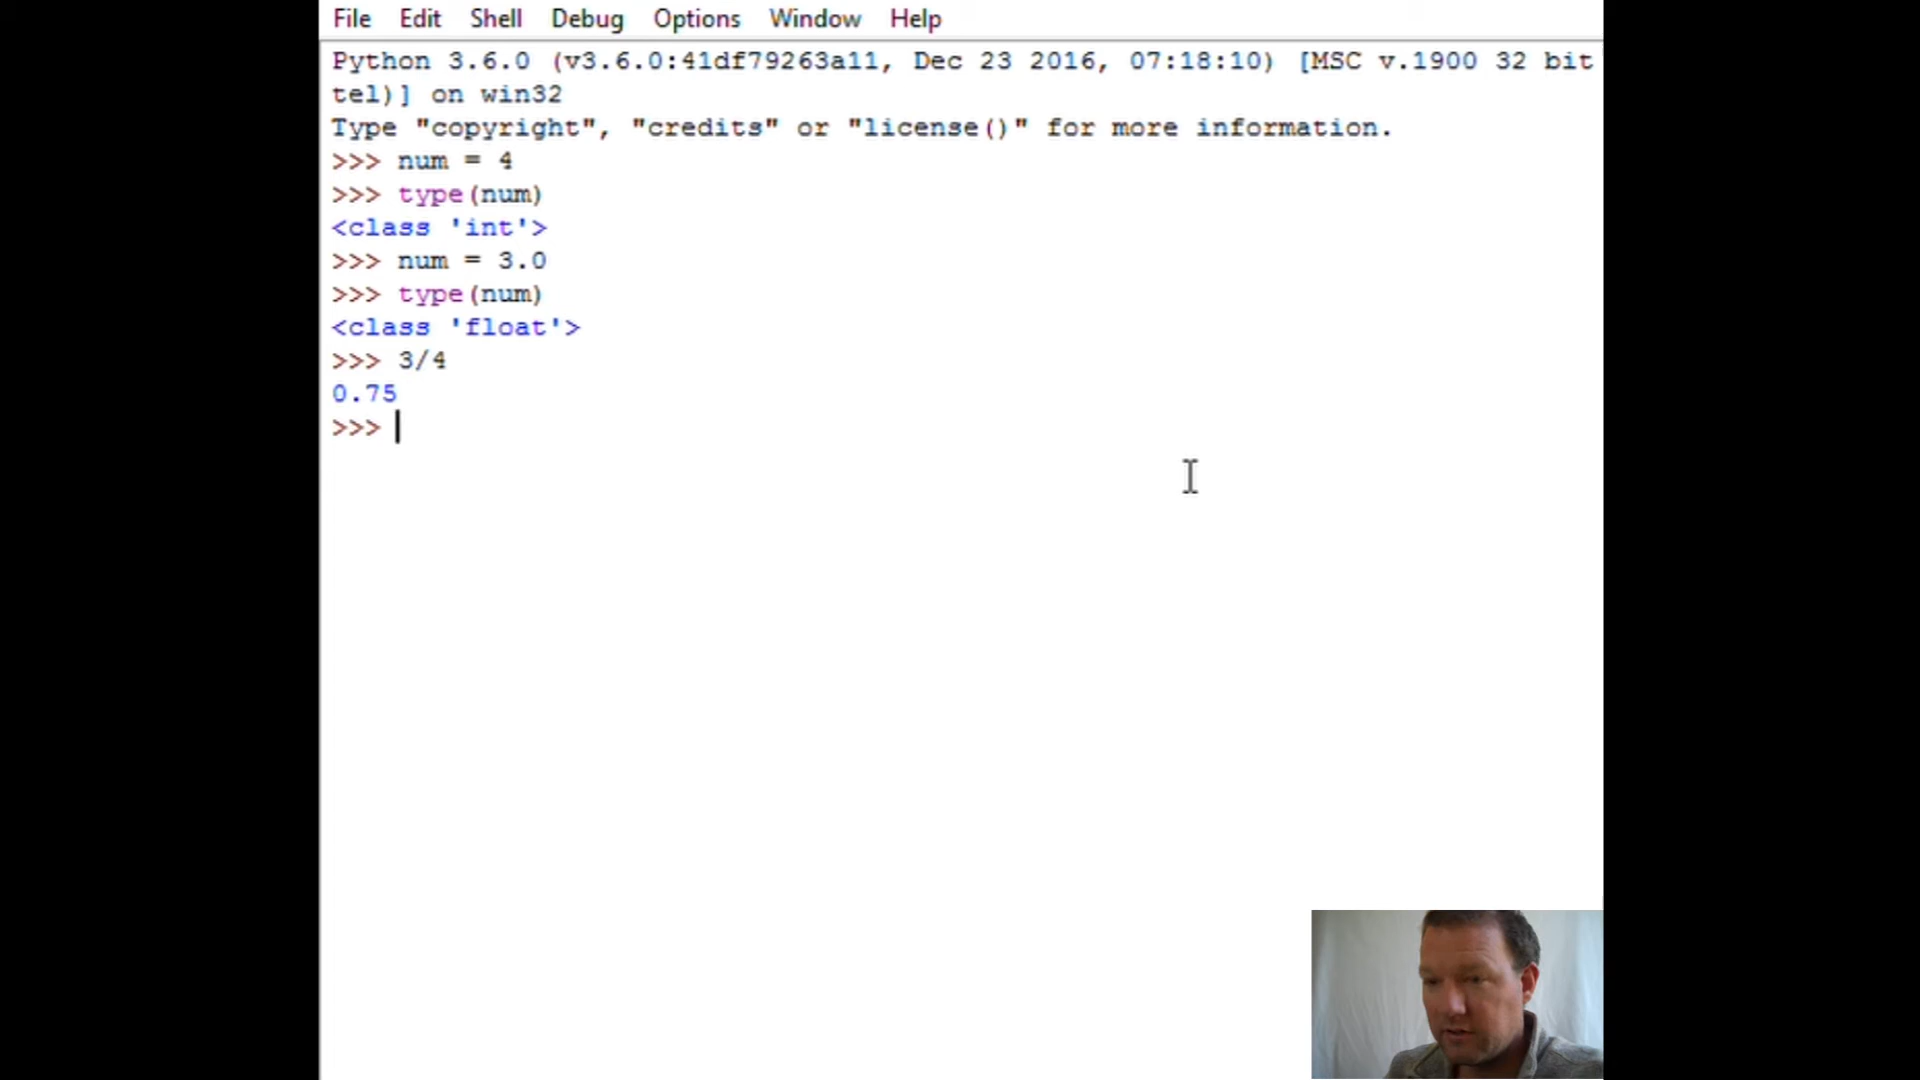 File Edit Shell Debug Options Window Help
Python 3.6.0 (v3.6.0:41df79263a11, Dec 23 2016, 07:18:10) [MSC v.1900 32 bit
tel)] on win32
Type "copyright", "credits" or "license()" for more information.
>>> num = 4
>>> type(num)
<class 'int'>
>>> num = 3.0
>>> type(num)
<class 'float'>
>>> 3/4
0.75
>>>